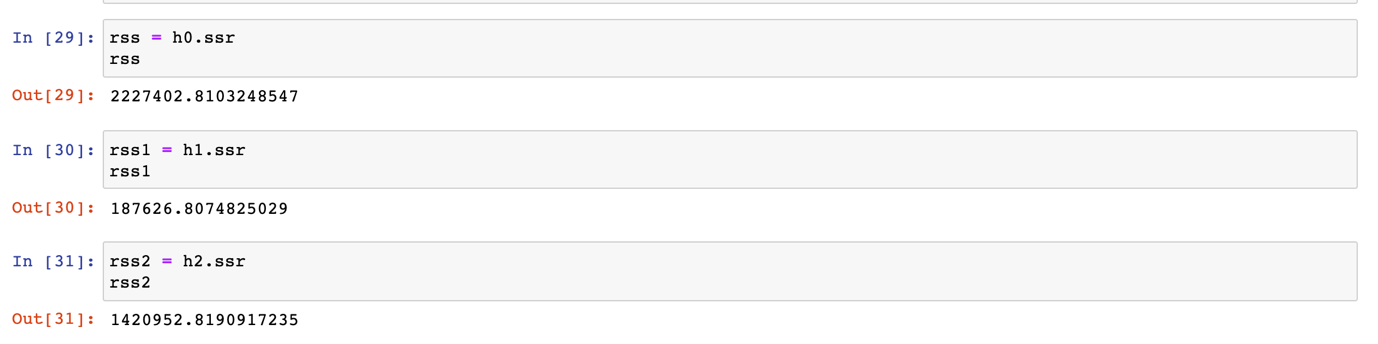 In [29]: rss = h0.ssr
rss
Out[29]: 2227402.8103248547
In [30]: rss1 = h1.ssr
rss1
Out[30]: 187626.8074825029
In [31]: rss2 = h2.ssr
rss2
Out[31]: 1420952.8190917235